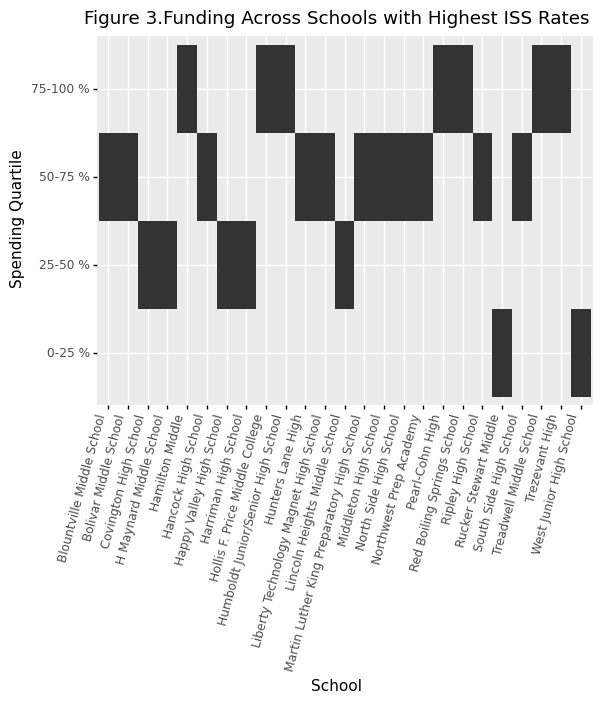 Figure 3.Funding Across Schools with Highest ISS Rates
Spending Quartile
75-100 %
50-75 %
25-50 %
0-25 %
Blountville Middle School
Bolivar Middle School
Covington High School
H Maynard Middle School
Hamilton Middle
Hancock High School
Happy Valley High School
Harriman High School
Hollis F. Price Middle College
Humboldt Junior/Senior High School
Hunters Lane High
Liberty Technology Magnet High School
Lincoln Heights Middle School
Martin Luther King Preparatory High School
Middleton High School
North Side High School
Northwest Prep Academy
Pearl-Cohn High
Red Boiling Springs School
Ripley High School
Rucker Stewart Middle
South Side High School
Treadwell Middle School
Trezevant High
West Junior High School
School